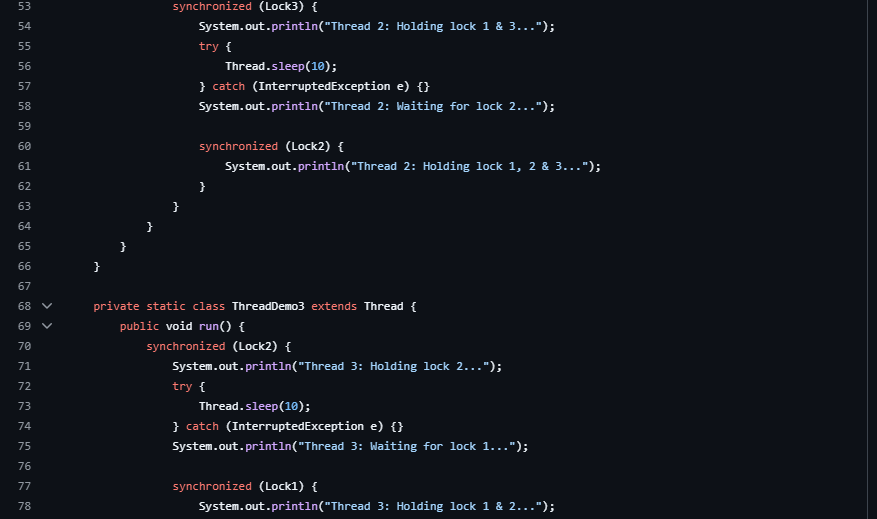 53 synchronized (Lock3) {
54 System.out.println("Thread 2: Holding lock 1 & 3...");
55 try {
56 Thread.sleep(10);
57 } catch (InterruptedException e) {}
58 System.out.println("Thread 2: Waiting for lock 2...");
59
60 synchronized (Lock2) {
61 System.out.println("Thread 2: Holding lock 1, 2 & 3...");
62 }
63 }
64 }
65 }
66 }
67
68 private static class ThreadDemo3 extends Thread {
69 public void run() {
70 synchronized (Lock2) {
71 System.out.println("Thread 3: Holding lock 2...");
72 try {
73 Thread.sleep(10);
74 } catch (InterruptedException e) {}
75 System.out.println("Thread 3: Waiting for lock 1...");
76
77 synchronized (Lock1) {
78 System.out.println("Thread 3: Holding lock 1 & 2...");